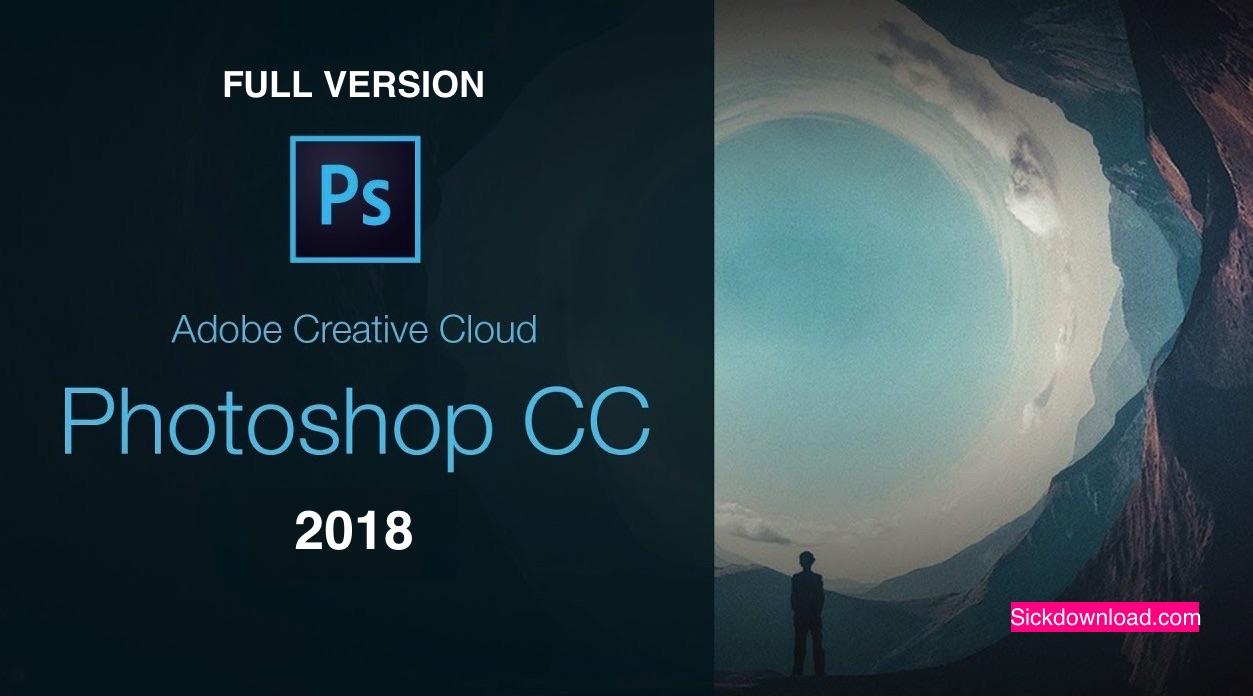 FULL VERSION
Ps
Adobe Creative Cloud
Photoshop CC
2018
Sickdownload.com